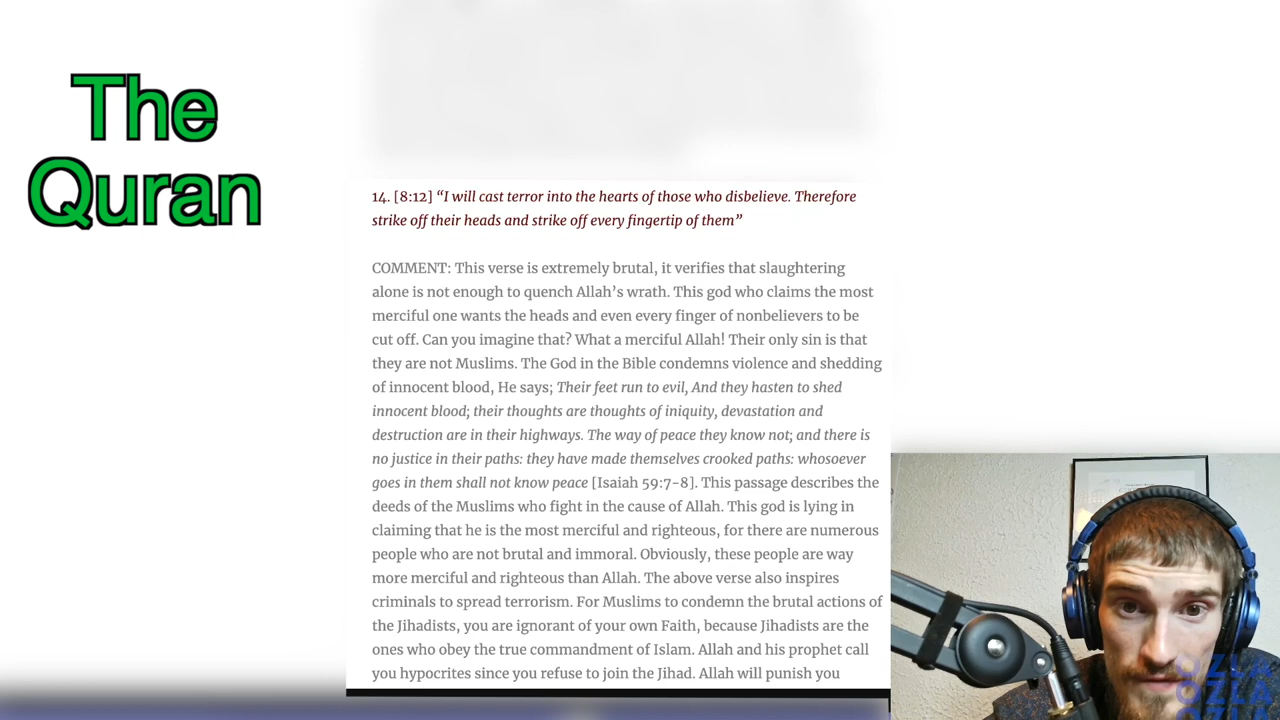 The
Quran
14. [8:12] “I will cast terror into the hearts of those who disbelieve. Therefore
strike off their heads and strike off every fingertip of them”
COMMENT: This verse is extremely brutal, it verifies that slaughtering
alone is not enough to quench Allah’s wrath. This god who claims the most
merciful one wants the heads and even every finger of nonbelievers to be
cut off. Can you imagine that? What a merciful Allah! Their only sin is that
they are not Muslims. The God in the Bible condemns violence and shedding
of innocent blood, He says; Their feet run to evil, And they hasten to shed
innocent blood; their thoughts are thoughts of iniquity, devastation and
destruction are in their highways. The way of peace they know not; and there is
no justice in their paths: they have made themselves crooked paths: whosoever
goes in them shall not know peace [Isaiah 59:7-8]. This passage describes the
deeds of the Muslims who fight in the cause of Allah. This god is lying in
claiming that he is the most merciful and righteous, for there are numerous
people who are not brutal and immoral. Obviously, these people are way
more merciful and righteous than Allah. The above verse also inspires
criminals to spread terrorism. For Muslims to condemn the brutal actions of
the Jihadists, you are ignorant of your own Faith, because Jihadists are the
ones who obey the true commandment of Islam. Allah and his prophet call
you hypocrites since you refuse to join the Jihad. Allah will punish you
OZLA
OZLA
OZLA